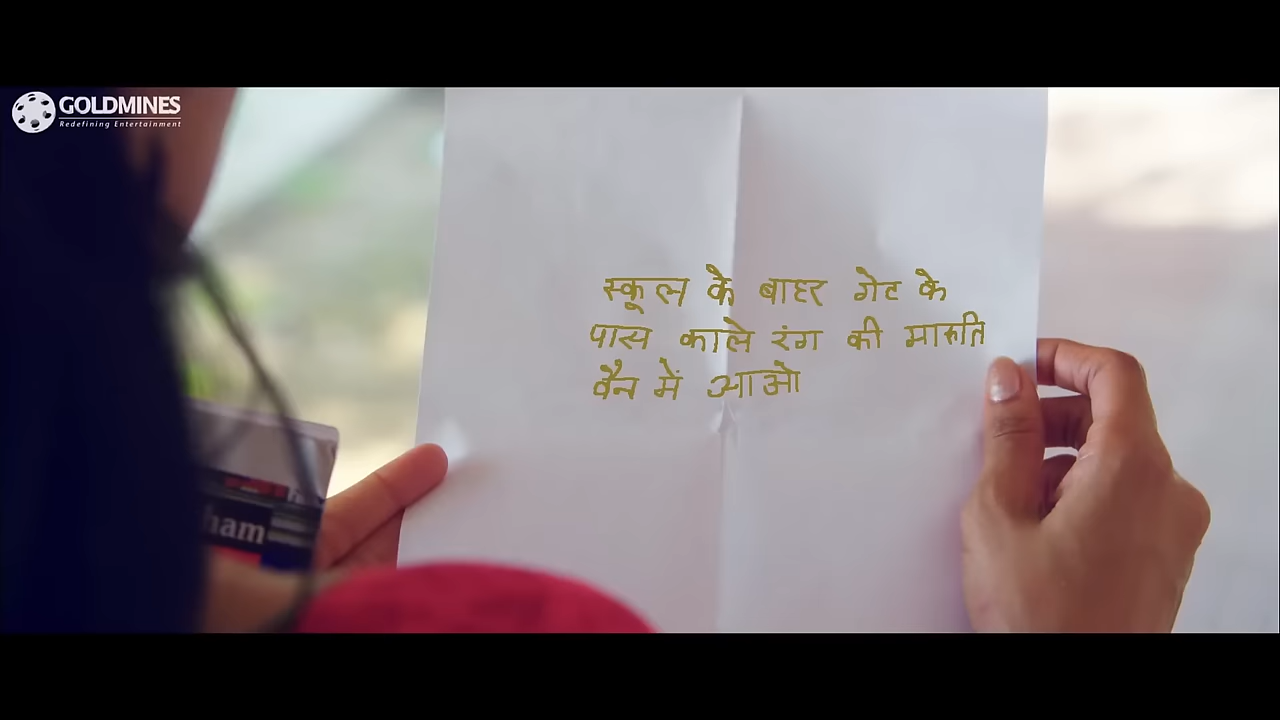 GOLDMINES
Redefining Entertainment
स्कूल के बाहर गेट के
पास काले रंग की मारुति
वैन में आओ
ham